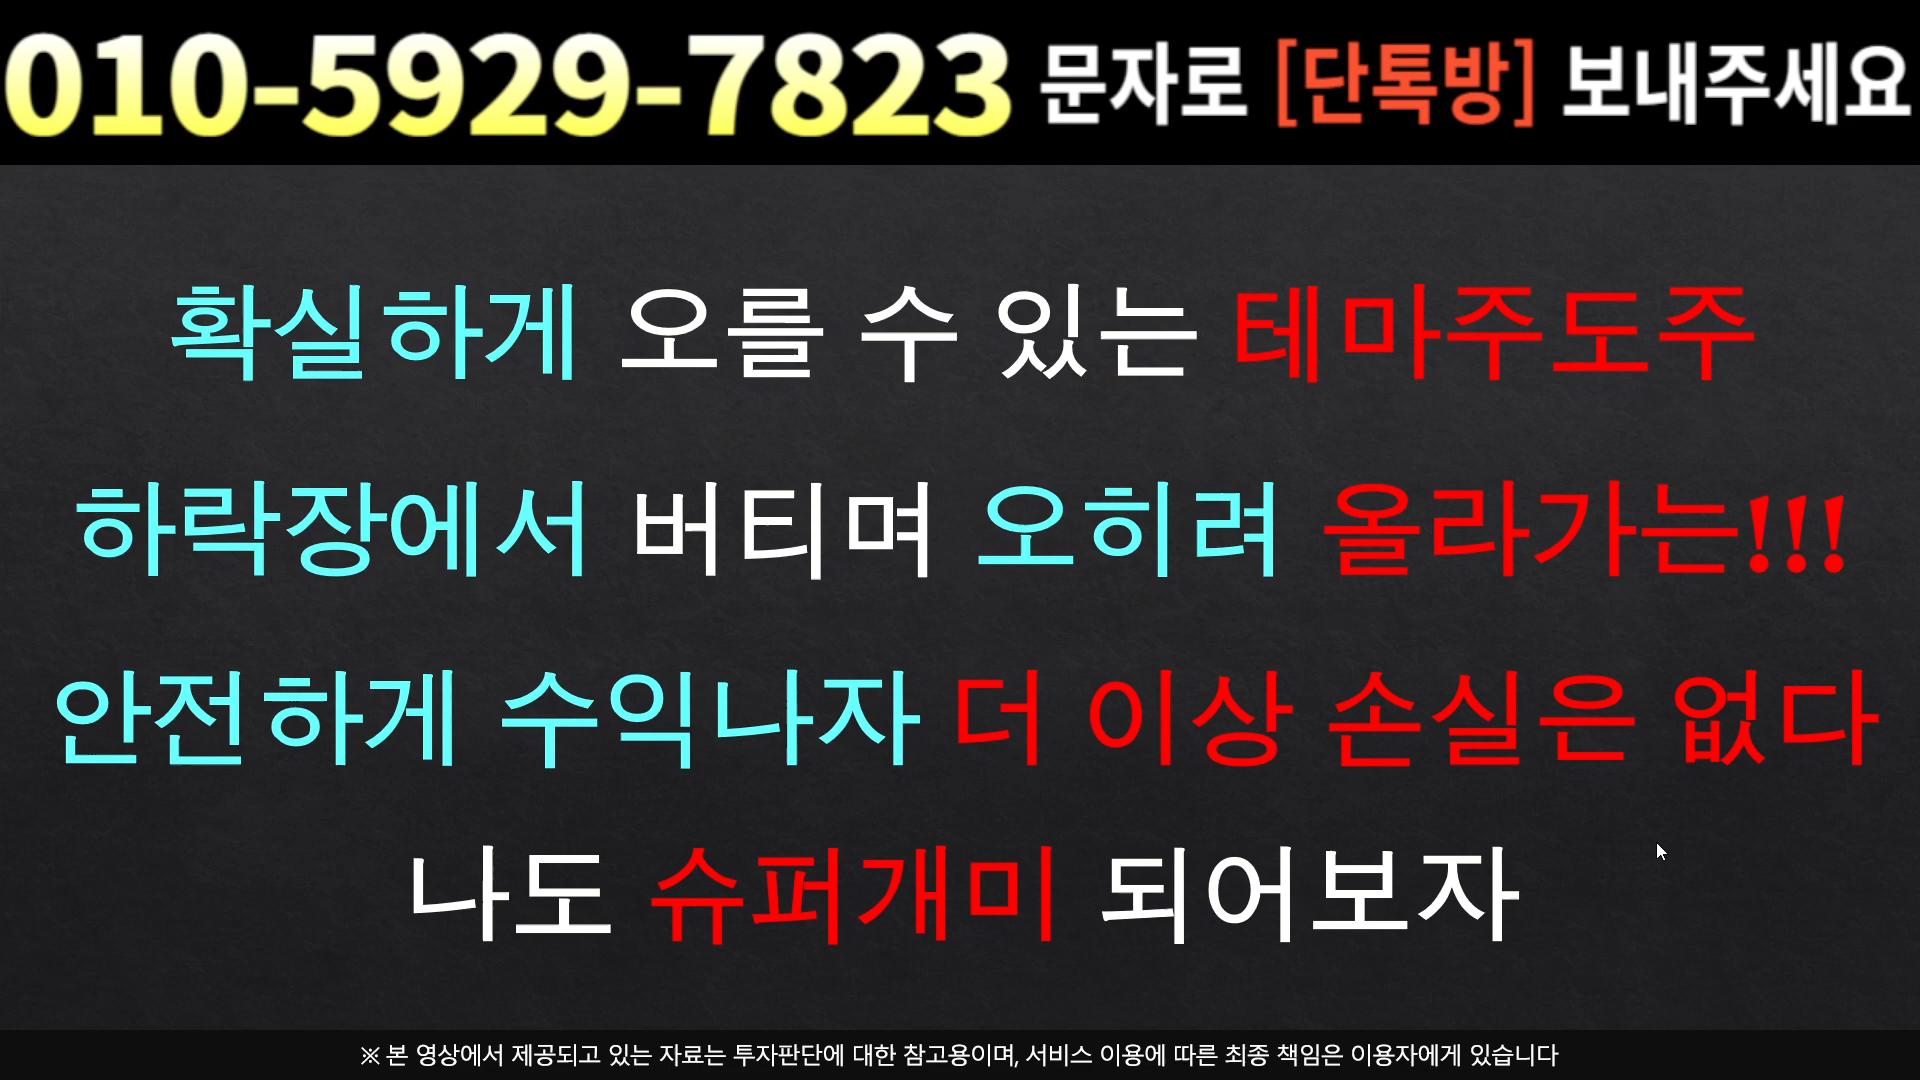 010-5929-7823 문자로 [단톡방] 보내주세요
확실하게 오를 수 있는 테마주도주
하락장에서 버티며 오히려 올라가는!!!
안전하게 수익나자 더 이상 손실은 없다
나도 슈퍼개미 되어보자
※ 본 영상에서 제공되고 있는 자료는 투자판단에 대한 참고용이며, 서비스 이용에 따른 최종 책임은 이용자에게 있습니다